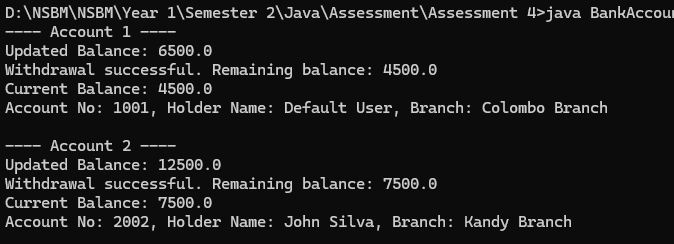 D:\NSBM\NSBM\Year 1\Semester 2\Java\Assessment\Assessment 4>java BankAccou
---- Account 1 ----
Updated Balance: 6500.0
Withdrawal successful. Remaining balance: 4500.0
Current Balance: 4500.0
Account No: 1001, Holder Name: Default User, Branch: Colombo Branch
---- Account 2 ----
Updated Balance: 12500.0
Withdrawal successful. Remaining balance: 7500.0
Current Balance: 7500.0
Account No: 2002, Holder Name: John Silva, Branch: Kandy Branch